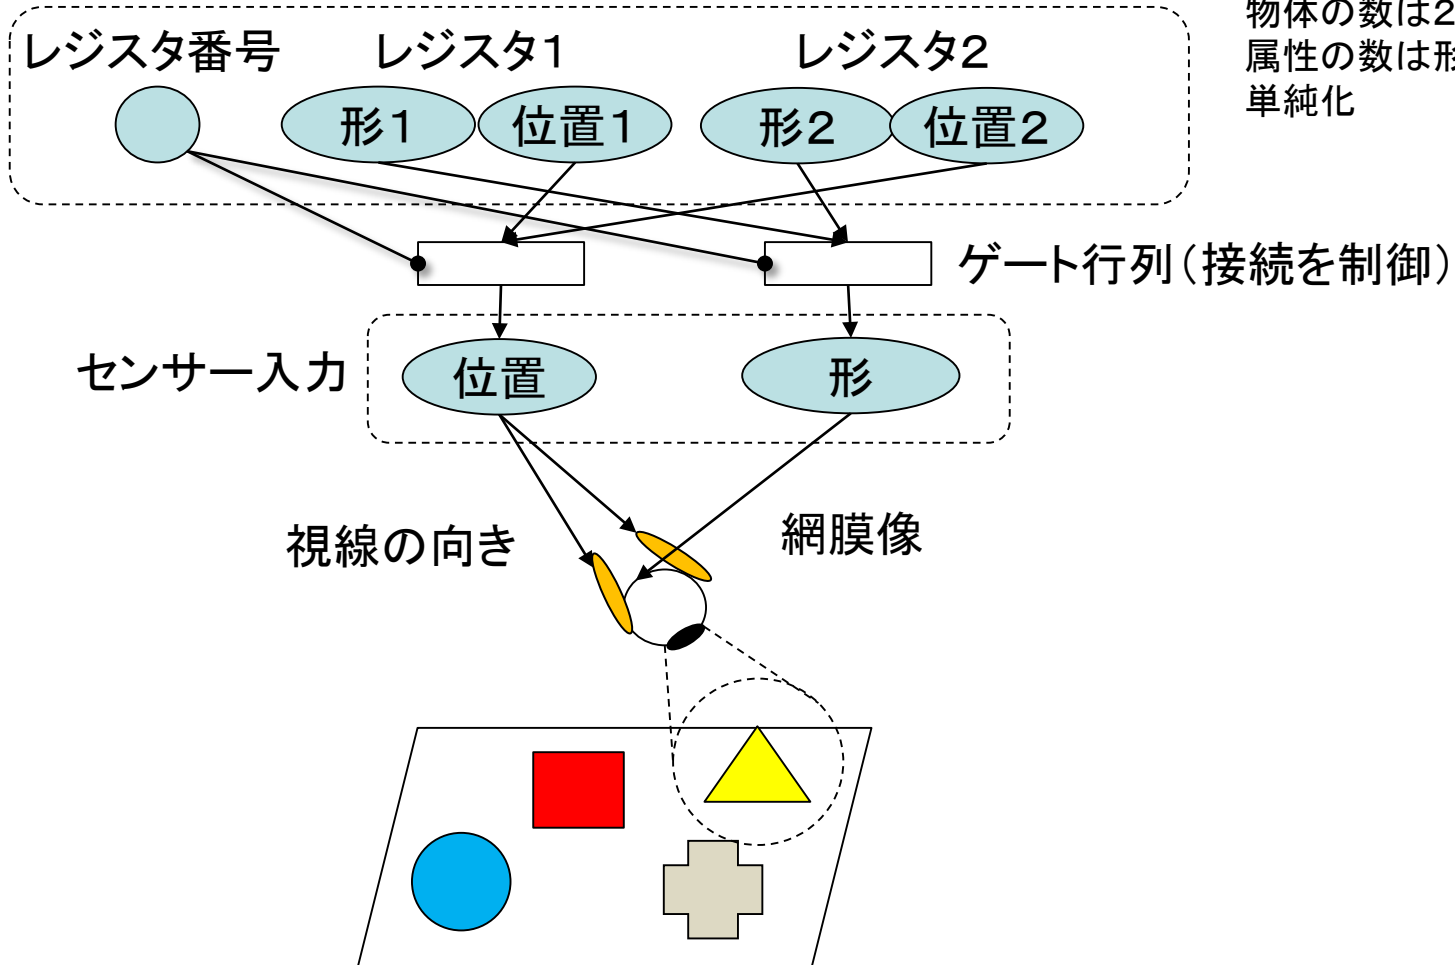 物体の数は2
属性の数は形
単純化
レジスタ番号
レジスタ1
レジスタ2
形1
位置1
形2
位置2
ゲート行列(接続を制御)
センサー入力
位置
形
視線の向き
網膜像